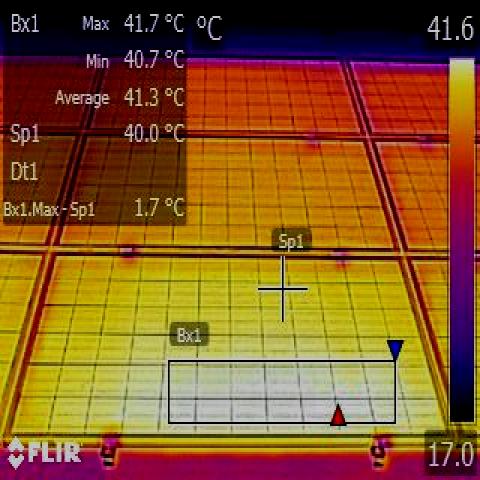 Bx1 Max 41.7 °C °C 41.6
Min 40.7 °C
Average 41.3 °C
Sp1 40.0 °C
Dt1
Bx1.Max - Sp1 1.7 °C
Sp1
Bx1
FLIR 17.0